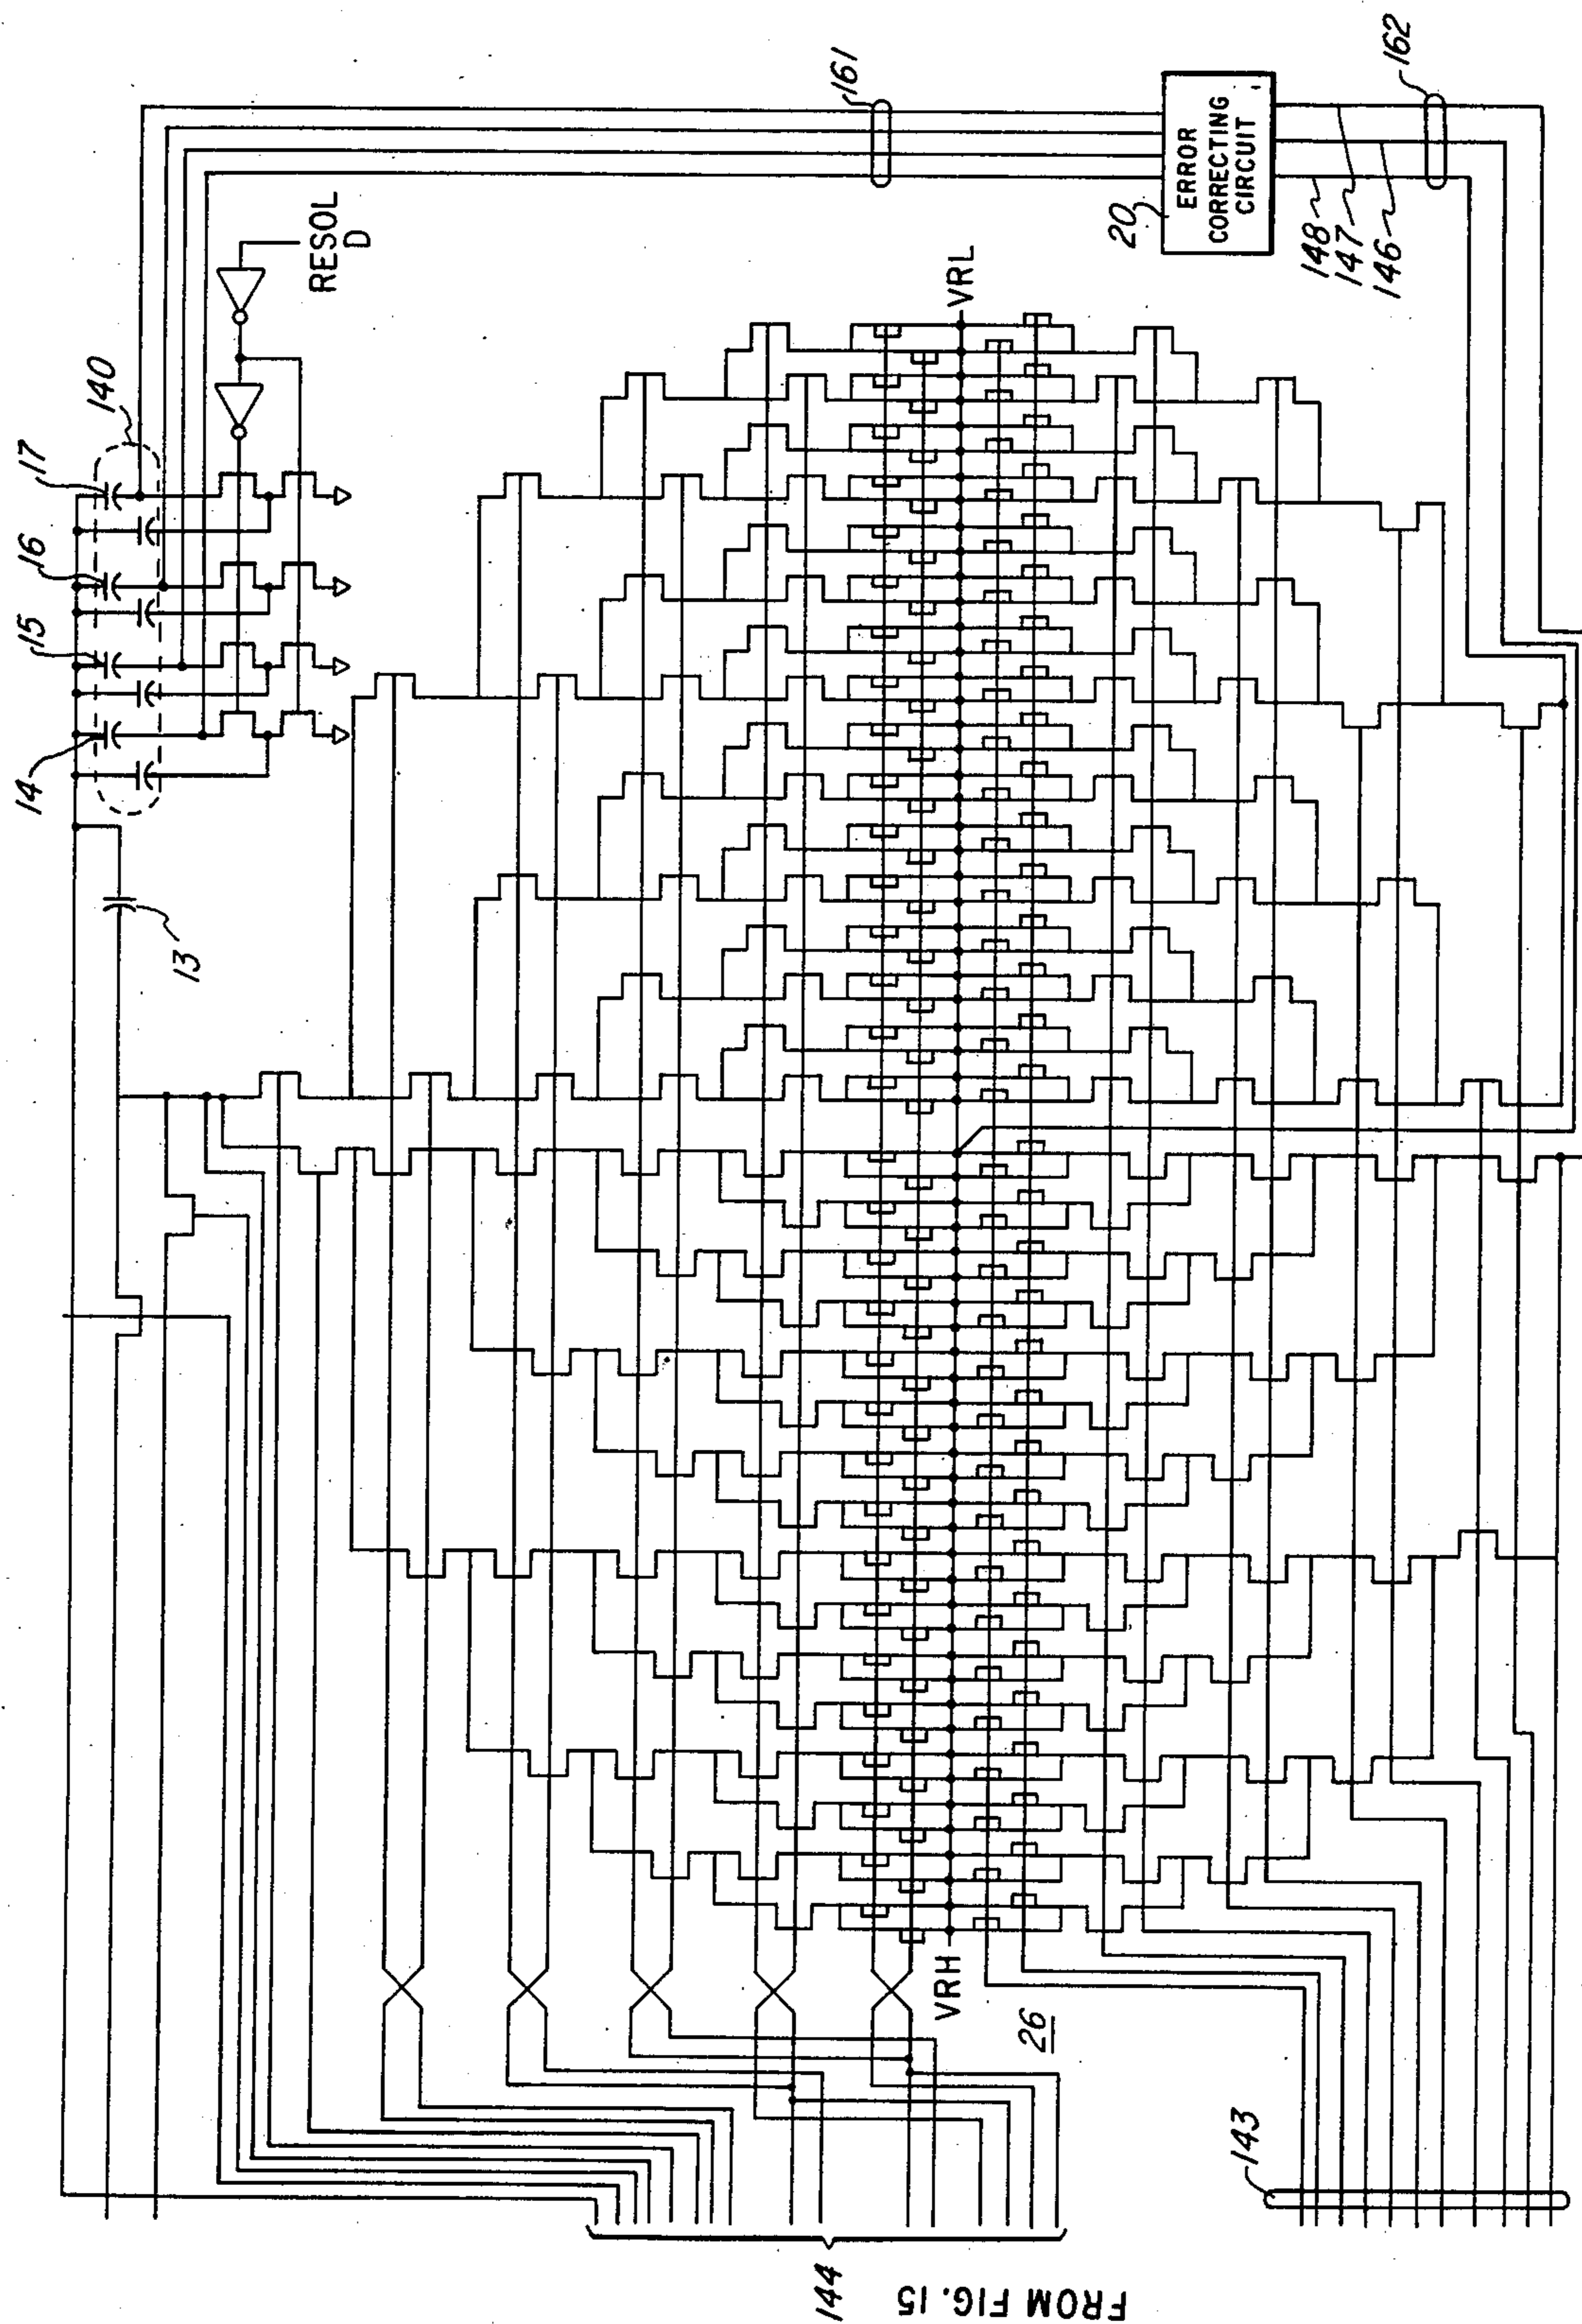 17
16
15
14
140
RESOL
D
13
161
VRL
20
ERROR
CORRECTING
CIRCUIT
148
147
146
162
VRH
26
144
143
FROM FIG. 15